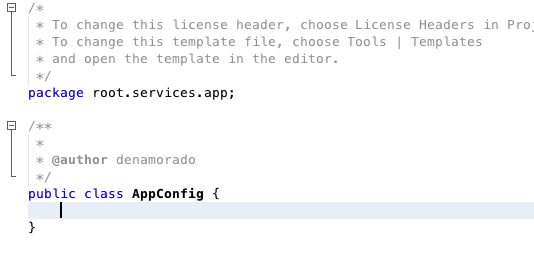 /*
 * To change this license header, choose License Headers in
 * To change this template file, choose Tools | Templates
 * and open the template in the editor.
 */
package root.services.app;
/**
 *
 * @author denamorado
 */
public class AppConfig {
}